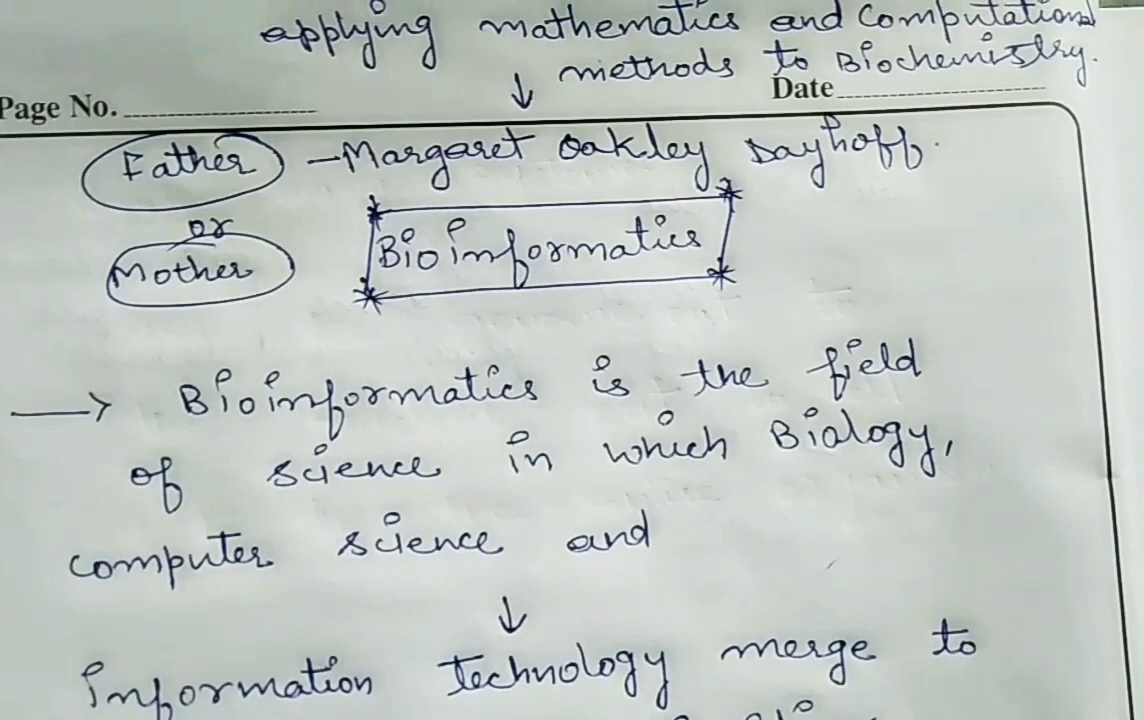 applying mathematics and Computational
methods to Biochemistry.
↓
Page No. Date
Father – Margaret Oakley Dayhoff.
or
Mother Bioinformatics
→ Bioinformatics is the field
of science in which Bialogy,
computer science and
↓
Information technology merge to